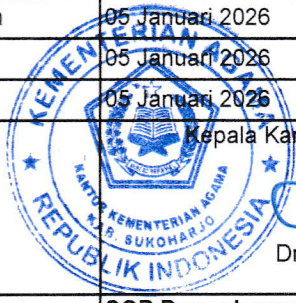 05 Januari 2026
05 Januari 2026
05 Januari 2026
Kepala Kan
KEMENTERIAN AGAMA
KANTOR KEMENTERIAN AGAMA
KAB. SUKOHARJO
REPUBLIK INDONESIA
Dr